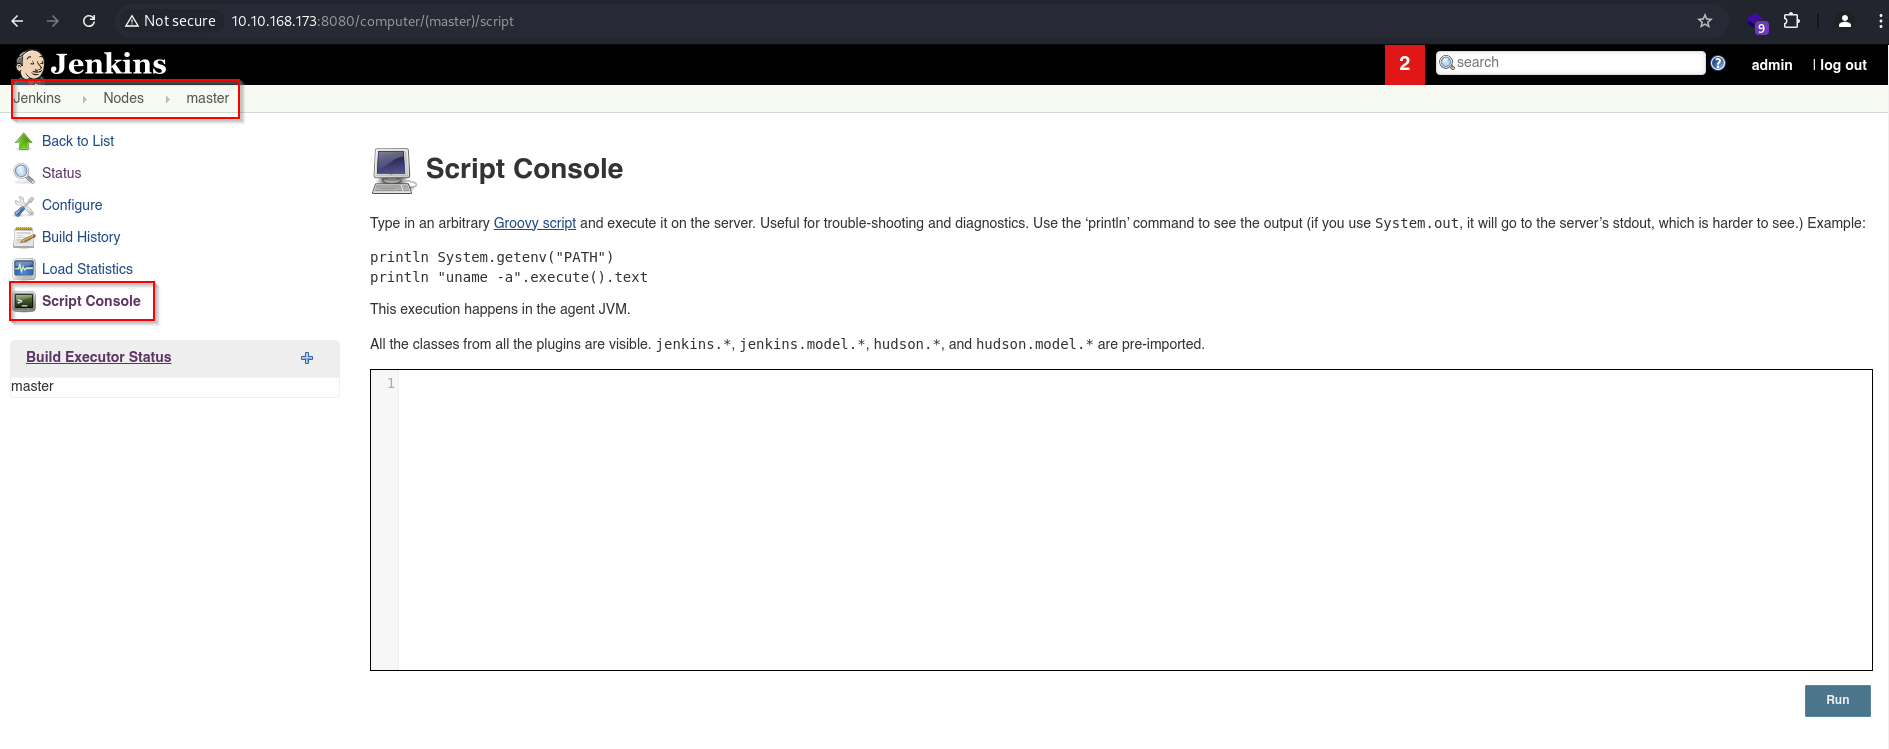 Not secure 10.10.168.173:8080/computer/(master)/script
9
Jenkins
2 search ? admin | log out
Jenkins Nodes master
Back to List
Status
Configure
Build History
Load Statistics
Script Console
Build Executor Status
master
Script Console
Type in an arbitrary Groovy script and execute it on the server. Useful for trouble-shooting and diagnostics. Use the ‘println’ command to see the output (if you use System.out, it will go to the server’s stdout, which is harder to see.) Example:
println System.getenv("PATH")
println "uname -a".execute().text
This execution happens in the agent JVM.
All the classes from all the plugins are visible. jenkins.*, jenkins.model.*, hudson.*, and hudson.model.* are pre-imported.
1
Run